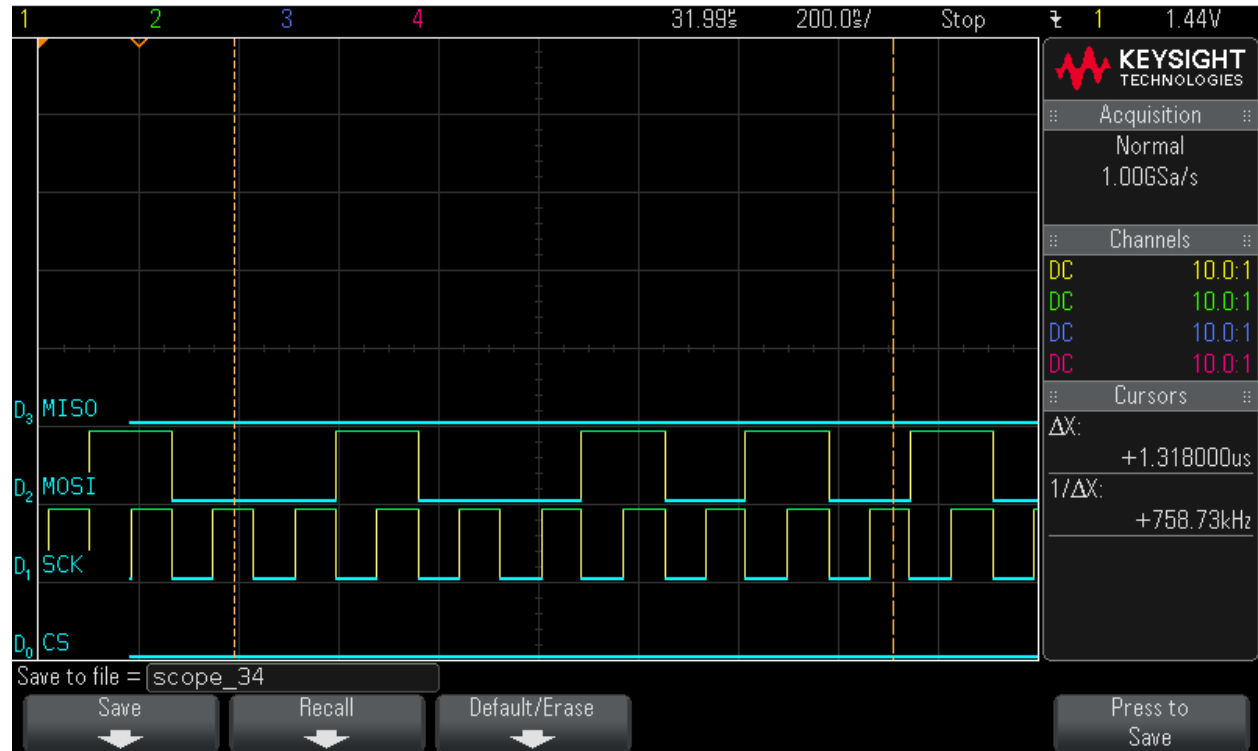 1 2 3 4 31.99µs 200.0ns/ Stop 1 1.44V
KEYSIGHT
TECHNOLOGIES
Acquisition
Normal
1.00GSa/s
Channels
DC 10.0:1
DC 10.0:1
DC 10.0:1
DC 10.0:1
Cursors
ΔX:
+1.318000us
1/ΔX:
+758.73kHz
D3 MISO
D2 MOSI
D1 SCK
D0 CS
Save to file = scope_34
Save Recall Default/Erase Press to
Save